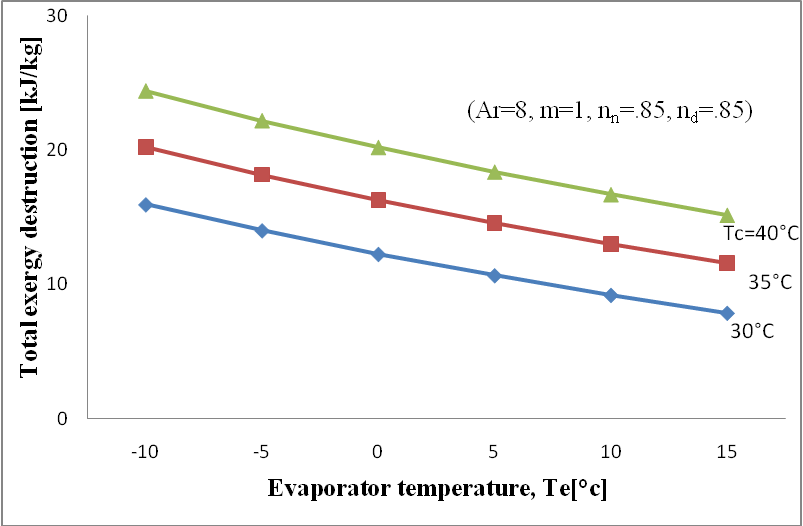 30
20
10
0
Total exergy destruction [kJ/kg]
(Ar=8, m=1, nn=.85, nd=.85)
Tc=40°C
35°C
30°C
-10 -5 0 5 10 15
Evaporator temperature, Te[°c]